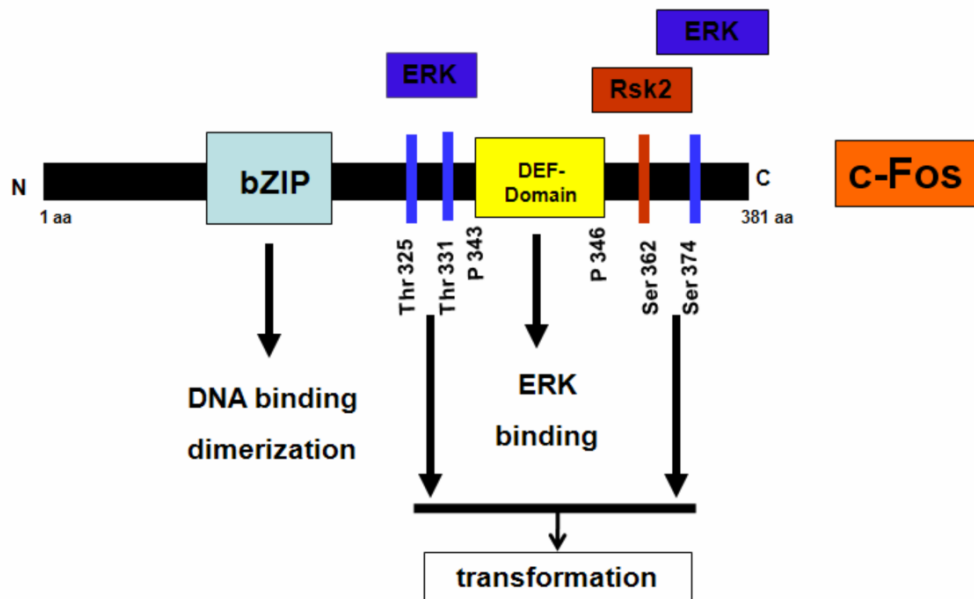 ERK
ERK
Rsk2
N
bZIP
DEF-
Domain
C
c-Fos
1 aa
381 aa
Thr 325
Thr 331
P 343
P 346
Ser 362
Ser 374
DNA binding
dimerization
ERK
binding
transformation